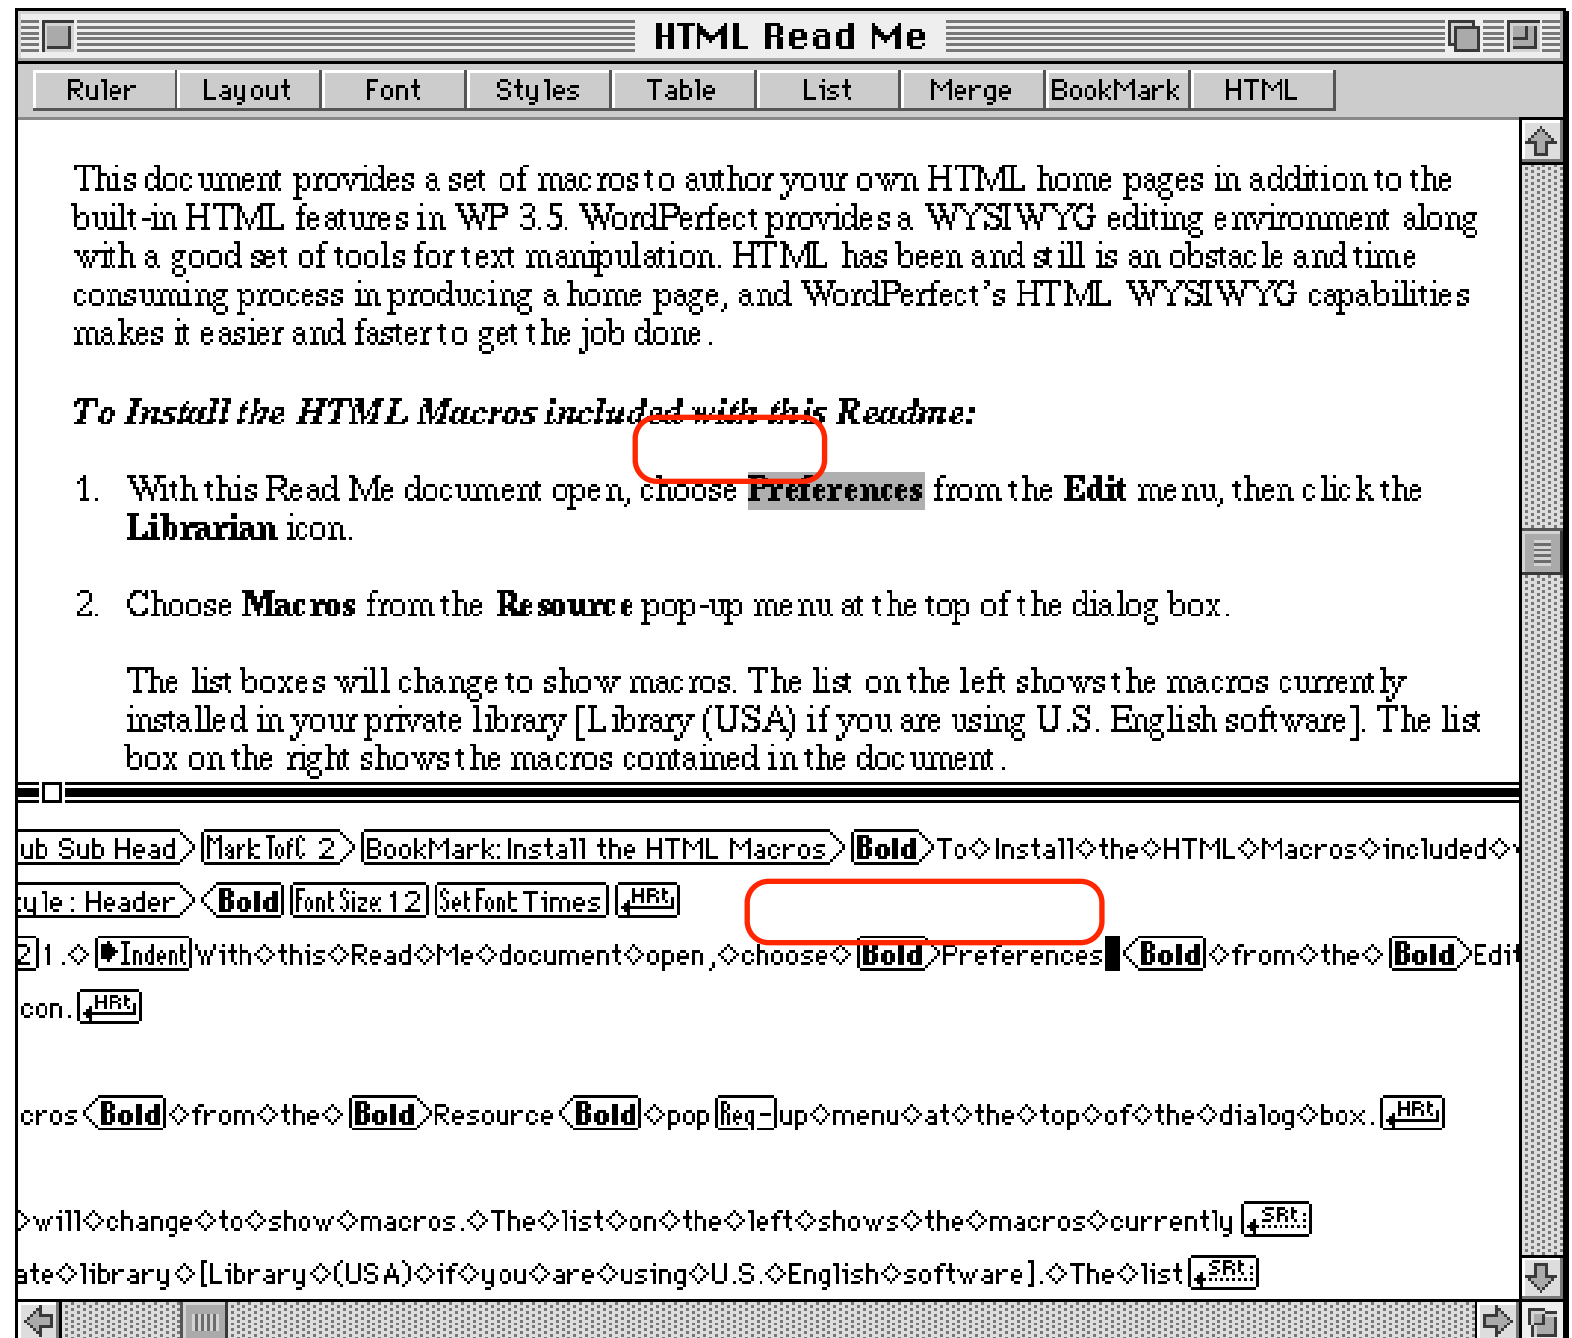 HTML Read Me
Ruler Layout Font Styles Table List Merge BookMark HTML
This document provides a set of macros to author your own HTML home pages in addition to the
built-in HTML features in WP 3.5. WordPerfect provides a WYSIWYG editing environment along
with a good set of tools for text manipulation. HTML has been and still is an obstacle and time
consuming process in producing a home page, and WordPerfect's HTML WYSIWYG capabilities
makes it easier and faster to get the job done.
To Install the HTML Macros included with this Readme:
1. With this Read Me document open, choose Preferences from the Edit menu, then click the
Librarian icon.
2. Choose Macros from the Resource pop-up menu at the top of the dialog box.
The list boxes will change to show macros. The list on the left shows the macros currently
installed in your private library [Library (USA) if you are using U.S. English software]. The list
box on the right shows the macros contained in the document.
ub Sub Head Mark TofC 2 BookMark: Install the HTML Macros Bold To◇Install◇the◇HTML◇Macros◇included◇
yle: Header Bold Font Size: 12 Set Font: Times HRt
2 1.◇ Indent With◇this◇Read◇Me◇document◇open,◇choose◇ Bold Preferences Bold ◇from◇the◇ Bold Edit
con. HRt
cros Bold ◇from◇the◇ Bold Resource Bold ◇pop Req - up◇menu◇at◇the◇top◇of◇the◇dialog◇box. HRt
◇will◇change◇to◇show◇macros.◇The◇list◇on◇the◇left◇shows◇the◇macros◇currently SRt
ate◇library◇[Library◇(USA)◇if◇you◇are◇using◇U.S.◇English◇software].◇The◇list SRt